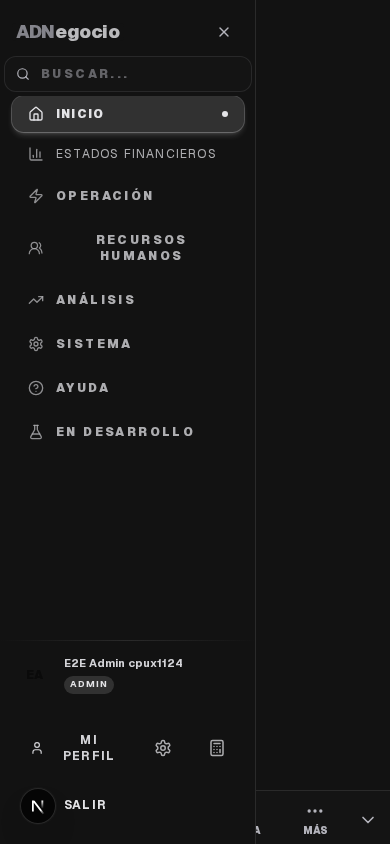 ADNegocio
BUSCAR...
INICIO
ESTADOS FINANCIEROS
OPERACIÓN
RECURSOS
HUMANOS
ANÁLISIS
SISTEMA
AYUDA
EN DESARROLLO
EA
E2E Admin cpux1t24
ADMIN
MI
PERFIL
N
SALIR
A
MÁS